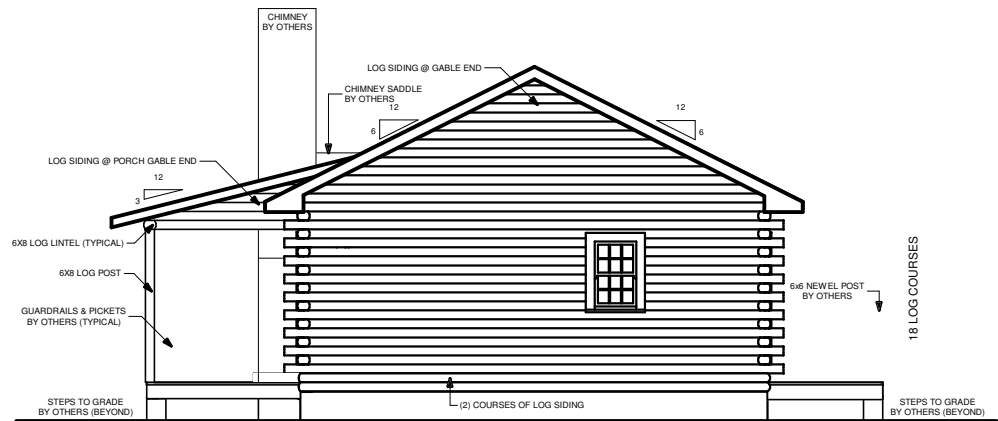 CHIMNEY
BY OTHERS
LOG SIDING @ GABLE END
CHIMNEY SADDLE
BY OTHERS
12
6
12
6
LOG SIDING @ PORCH GABLE END
12
3
6X8 LOG LINTEL (TYPICAL)
6X8 LOG POST
GUARDRAILS & PICKETS
BY OTHERS (TYPICAL)
6x6 NEWEL POST
BY OTHERS
18 LOG COURSES
STEPS TO GRADE
BY OTHERS (BEYOND)
(2) COURSES OF LOG SIDING
STEPS TO GRADE
BY OTHERS (BEYOND)